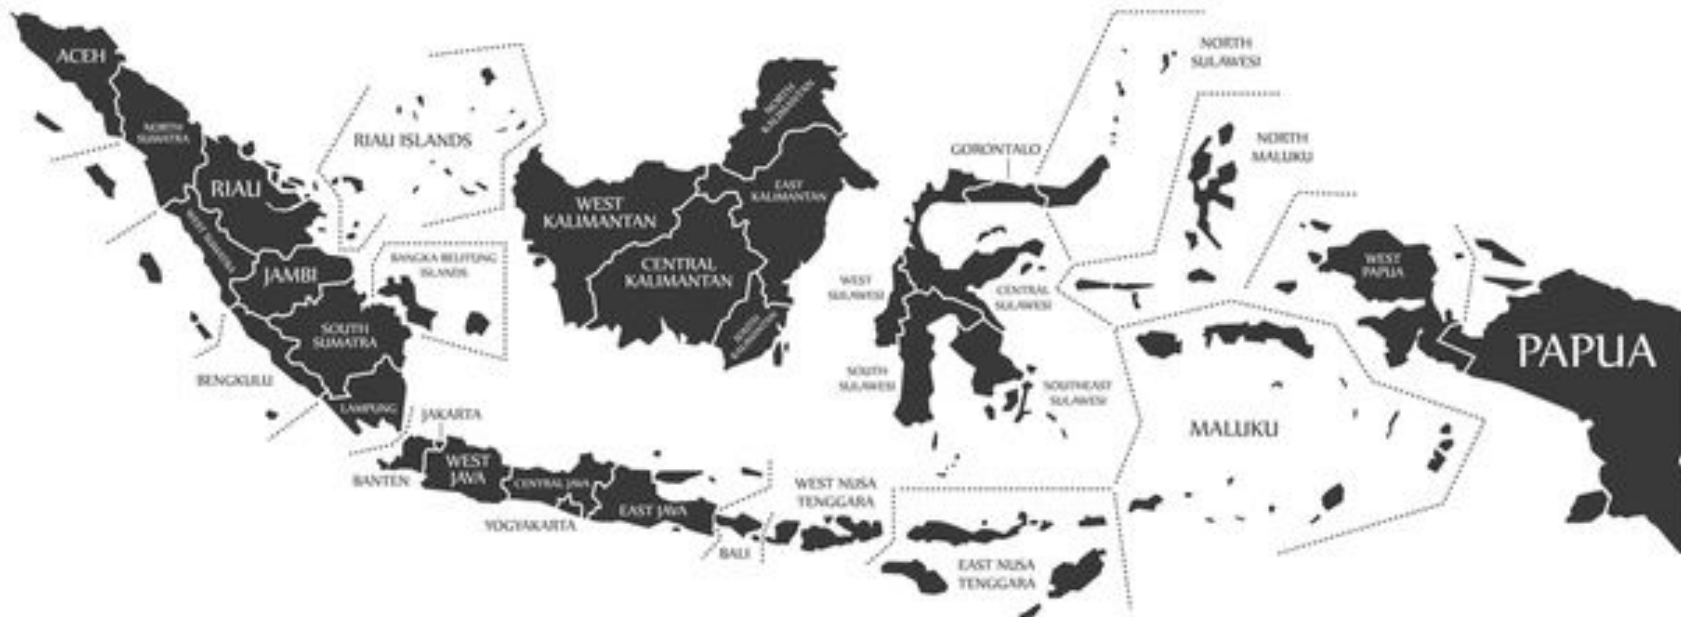 ACEH
NORTH
SUMATRA
RIAU
WEST SUMATRA
JAMBI
SOUTH
SUMATRA
BENGKULU
LAMPUNG
RIAU ISLANDS
BANGKA BELITUNG
ISLANDS
JAKARTA
BANTEN
WEST
JAVA
CENTRAL JAVA
YOGYAKARTA
EAST JAVA
BALI
WEST NUSA
TENGGARA
EAST NUSA
TENGGARA
WEST
KALIMANTAN
CENTRAL
KALIMANTAN
SOUTH
KALIMANTAN
EAST
KALIMANTAN
NORTH
KALIMANTAN
WEST
SULAWESI
SOUTH
SULAWESI
CENTRAL
SULAWESI
SOUTHEAST
SULAWESI
GORONTALO
NORTH
SULAWESI
NORTH
MALUKU
MALUKU
WEST
PAPUA
PAPUA